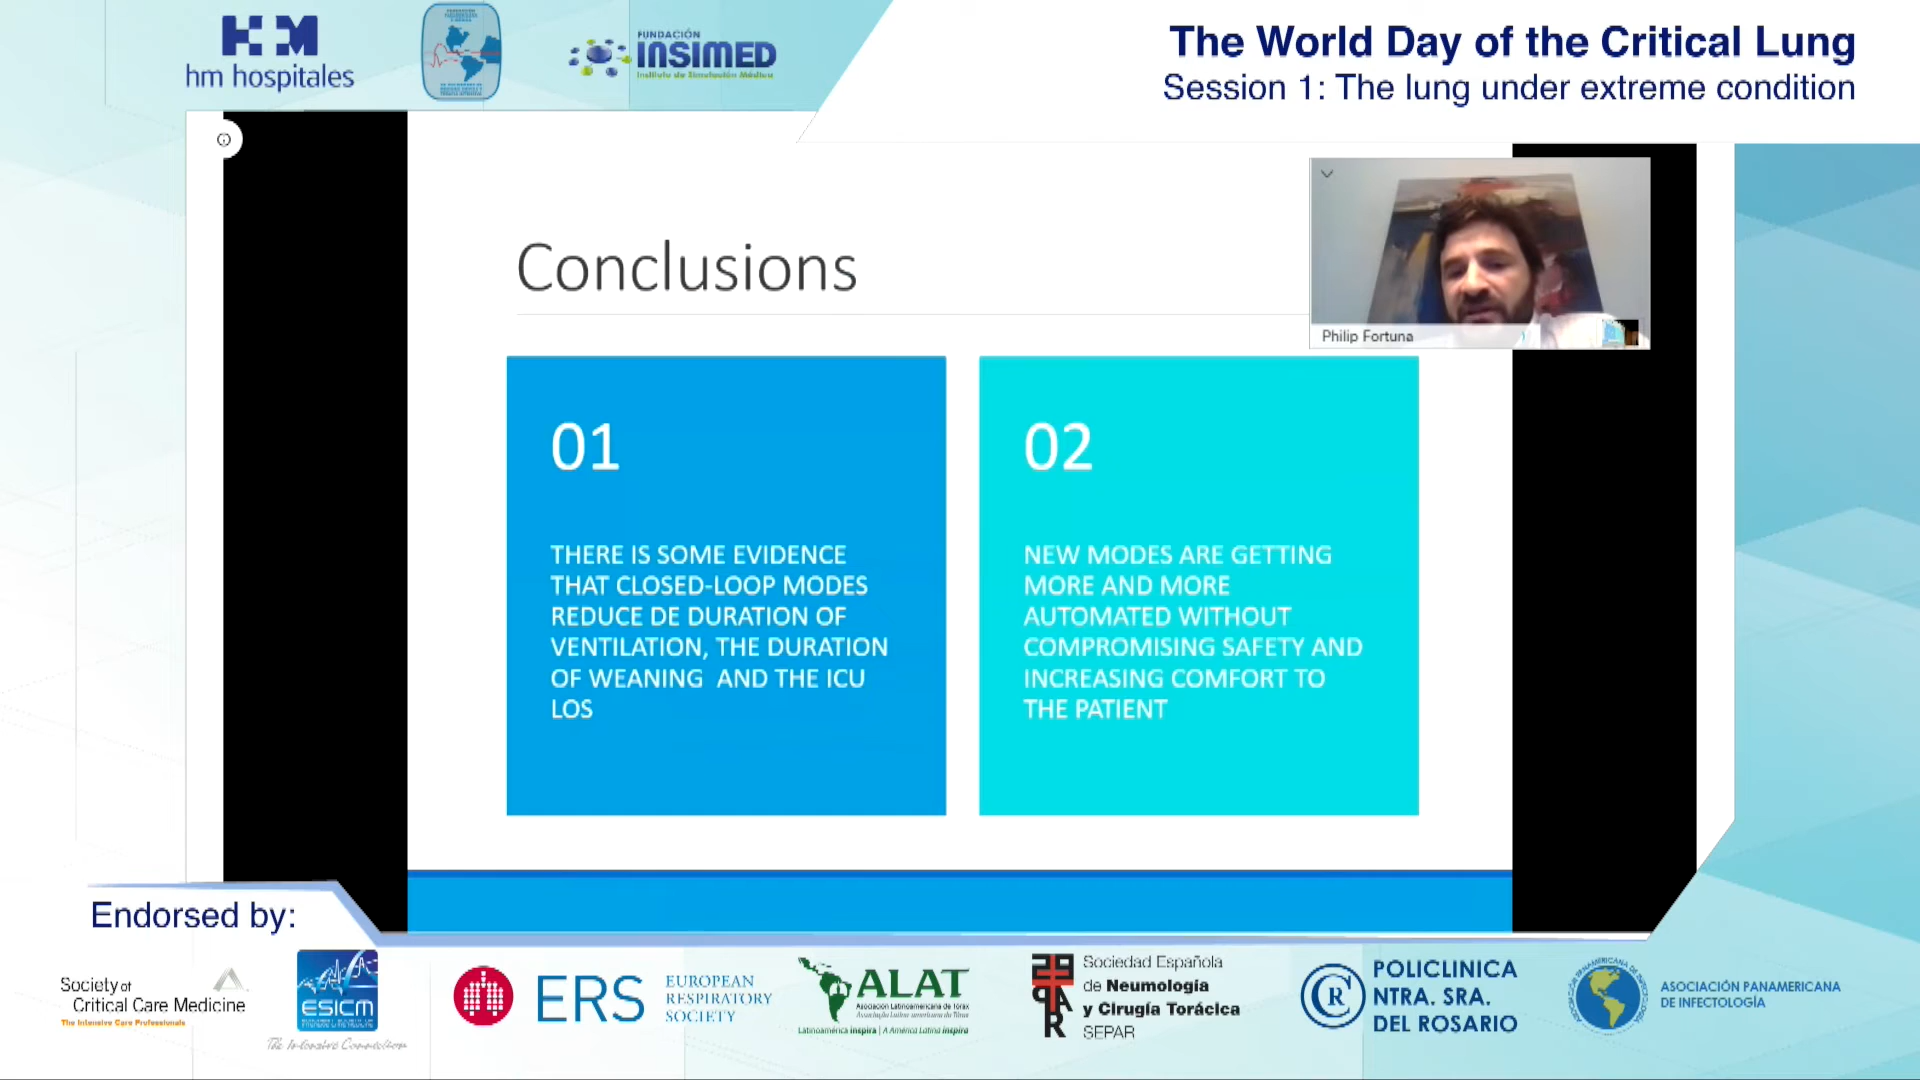 hm hospitales
FUNDACIÓN
INSIMED
Instituto de Simulación Médica
The World Day of the Critical Lung
Session 1: The lung under extreme condition
Philip Fortuna
Conclusions
01
THERE IS SOME EVIDENCE
THAT CLOSED-LOOP MODES
REDUCE DE DURATION OF
VENTILATION, THE DURATION
OF WEANING AND THE ICU
LOS
02
NEW MODES ARE GETTING
MORE AND MORE
AUTOMATED WITHOUT
COMPROMISING SAFETY AND
INCREASING COMFORT TO
THE PATIENT
Endorsed by:
Society of
Critical Care Medicine
The Intensive Care Professionals
ESICM
The Intensive Connection
ERS
EUROPEAN
RESPIRATORY
SOCIETY
ALAT
Asociación Latinoamericana de Tórax
Latinoamérica inspira | A América Latina inspira
Sociedad Española
de Neumología
y Cirugía Torácica
SEPAR
POLICLINICA
NTRA. SRA.
DEL ROSARIO
ASOCIACIÓN PANAMERICANA
DE INFECTOLOGÍA